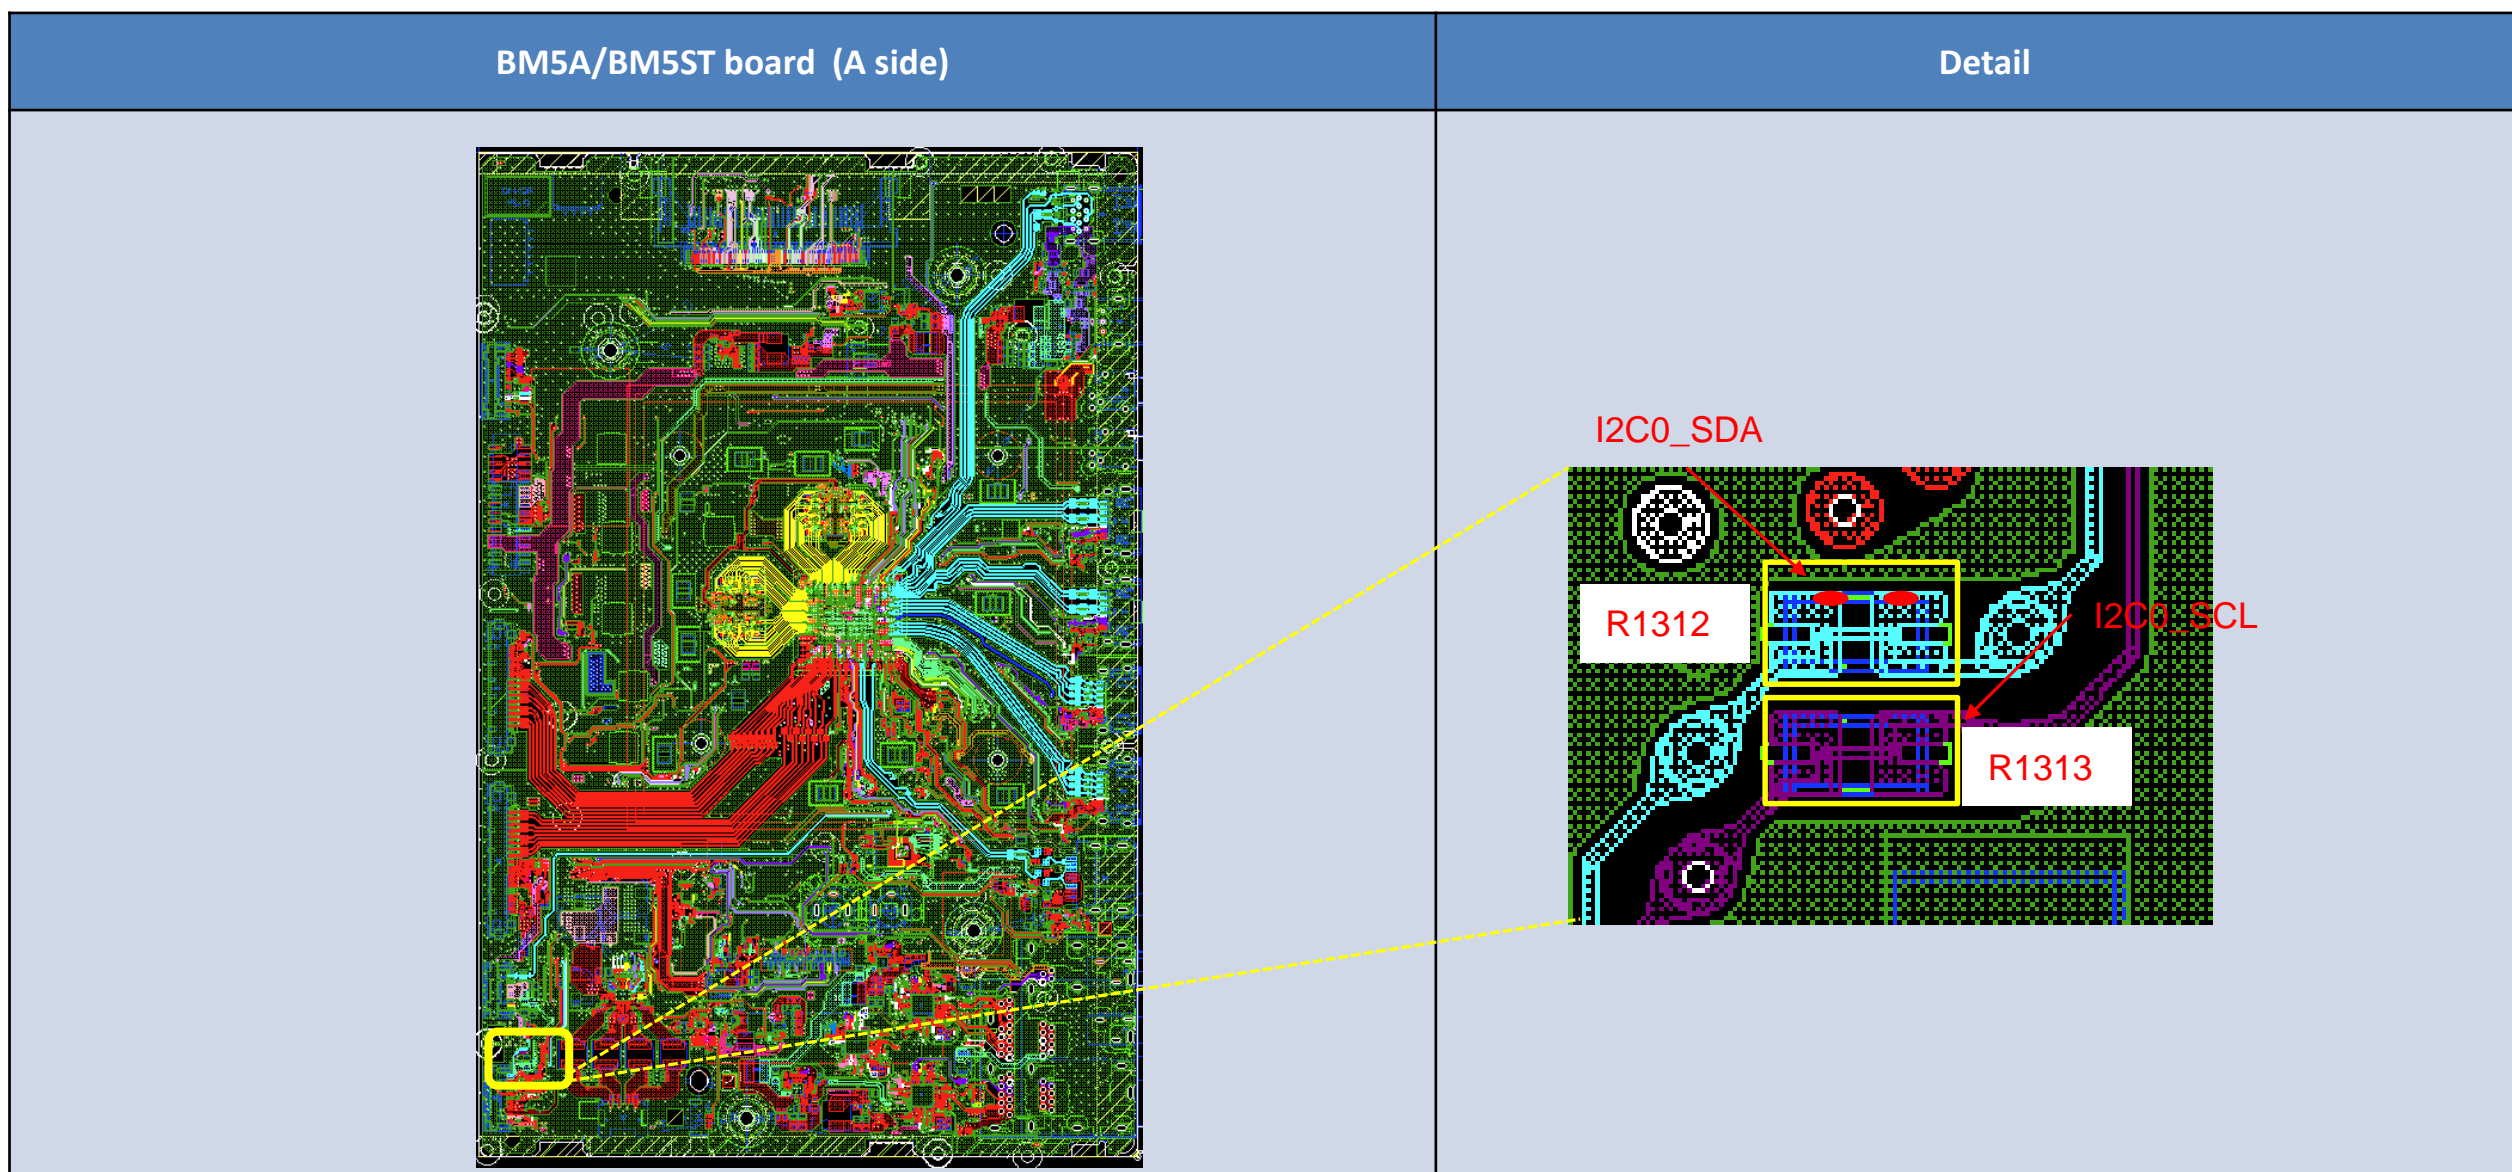 BM5A/BM5ST board (A side)
Detail
I2C0_SDA
R1312
I2C0_SCL
R1313